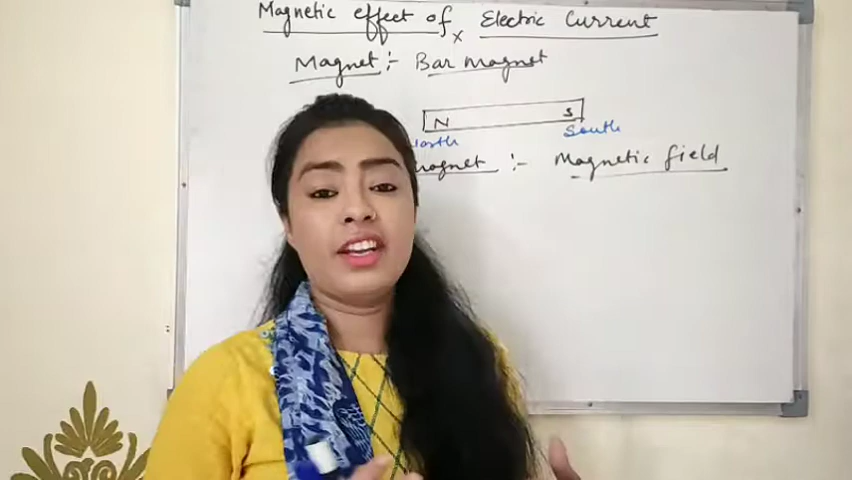 Magnetic effect of Electric Current
Magnet :- Bar Magnet
N S
South
:- Magnetic field